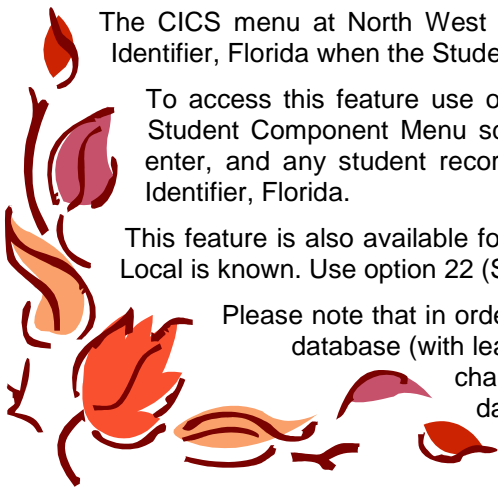 The CICS menu at North West
Identifier, Florida when the Stude
To access this feature use o
Student Component Menu sc
enter, and any student recor
Identifier, Florida.
This feature is also available fo
Local is known. Use option 22 (S
Please note that in orde
database (with lea
cha
da